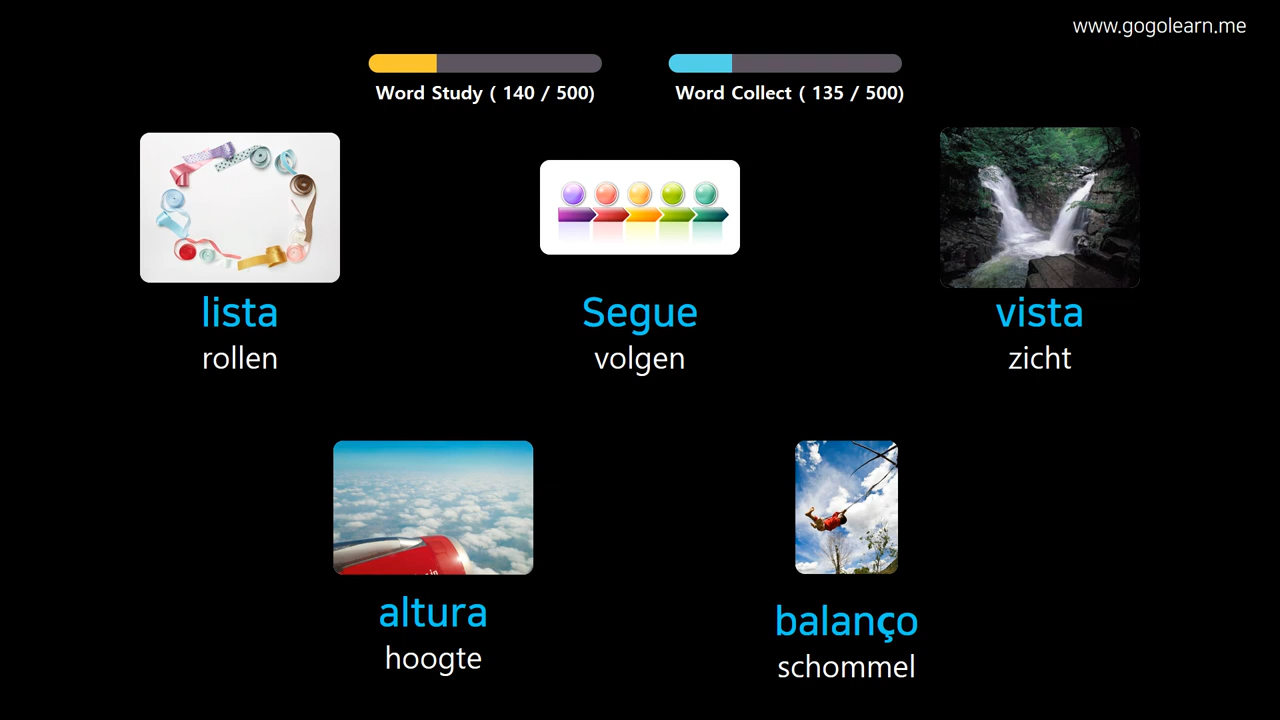 www.gogolearn.me
Word Study ( 140 / 500)
Word Collect ( 135 / 500)
lista
rollen
Segue
volgen
vista
zicht
altura
hoogte
balanço
schommel